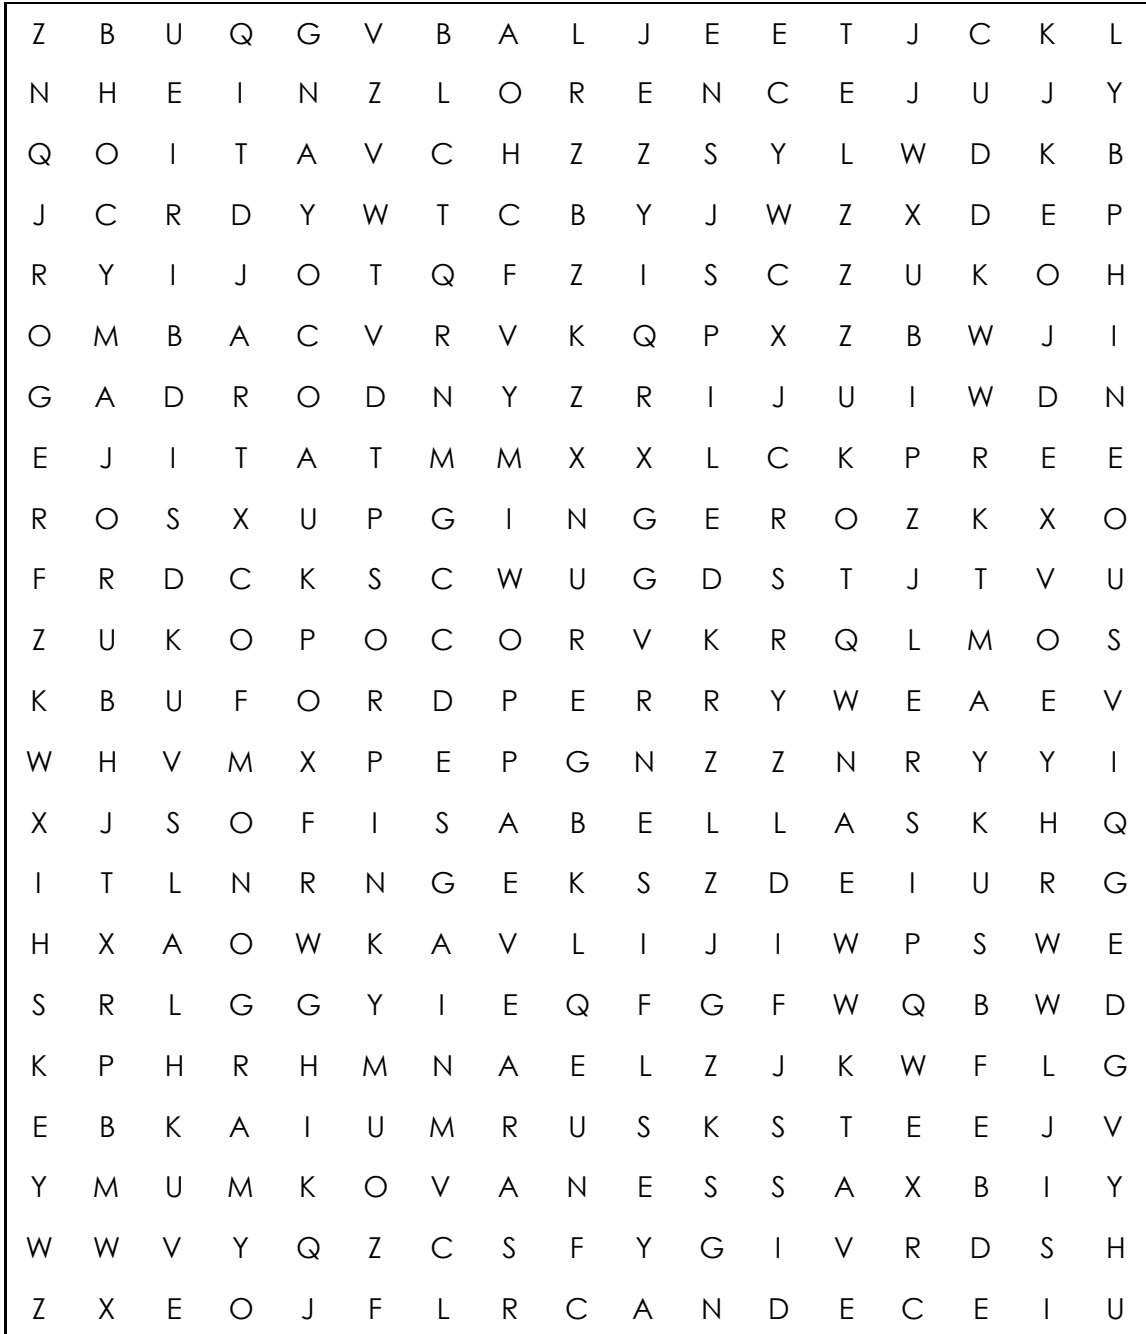 Z B U Q G V B A L J E E T J C K L
N H E I N Z L O R E N C E J U J Y
Q O I T A V C H Z Z S Y L W D K B
J C R D Y W T C B Y J W Z X D E P
R Y I J O T Q F Z I S C Z U K O H
O M B A C V R V K Q P X Z B W J I
G A D R O D N Y Z R I J U I W D N
E J I T A T M M X X L C K P R E E
R O S X U P G I N G E R O Z K X O
F R D C K S C W U G D S T J T V U
Z U K O P O C O R V K R Q L M O S
K B U F O R D P E R R Y W E A E V
W H V M X P E P G N Z Z N R Y Y I
X J S O F I S A B E L L A S K H Q
I T L N R N G E K S Z D E I U R G
H X A O W K A V L I J I W P S W E
S R L G G Y I E Q F G F W Q B W D
K P H R H M N A E L Z J K W F L G
E B K A I U M R U S K S T E E J V
Y M U M K O V A N E S S A X B I Y
W W V Y Q Z C S F Y G I V R D S H
Z X E O J F L R C A N D E C E I U